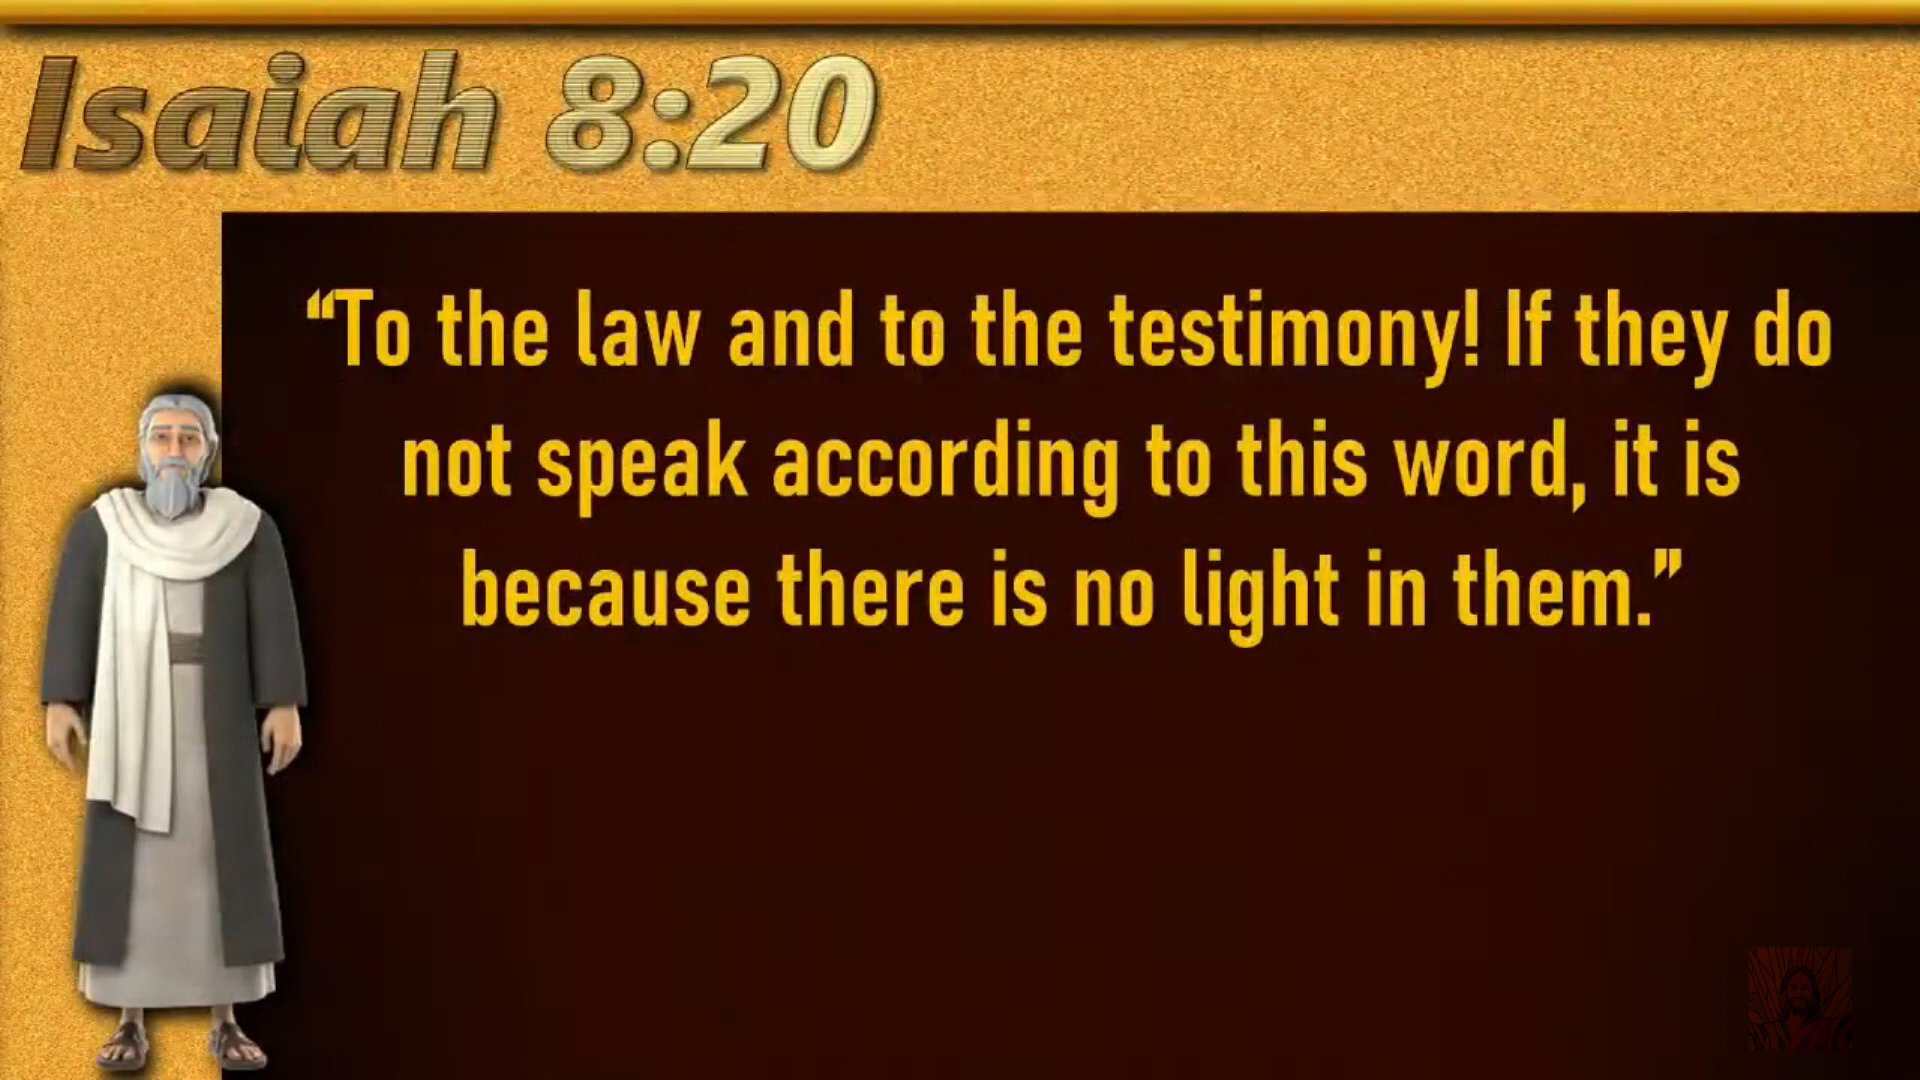 Isaiah 8:20
“To the law and to the testimony! If they do
not speak according to this word, it is
because there is no light in them.”